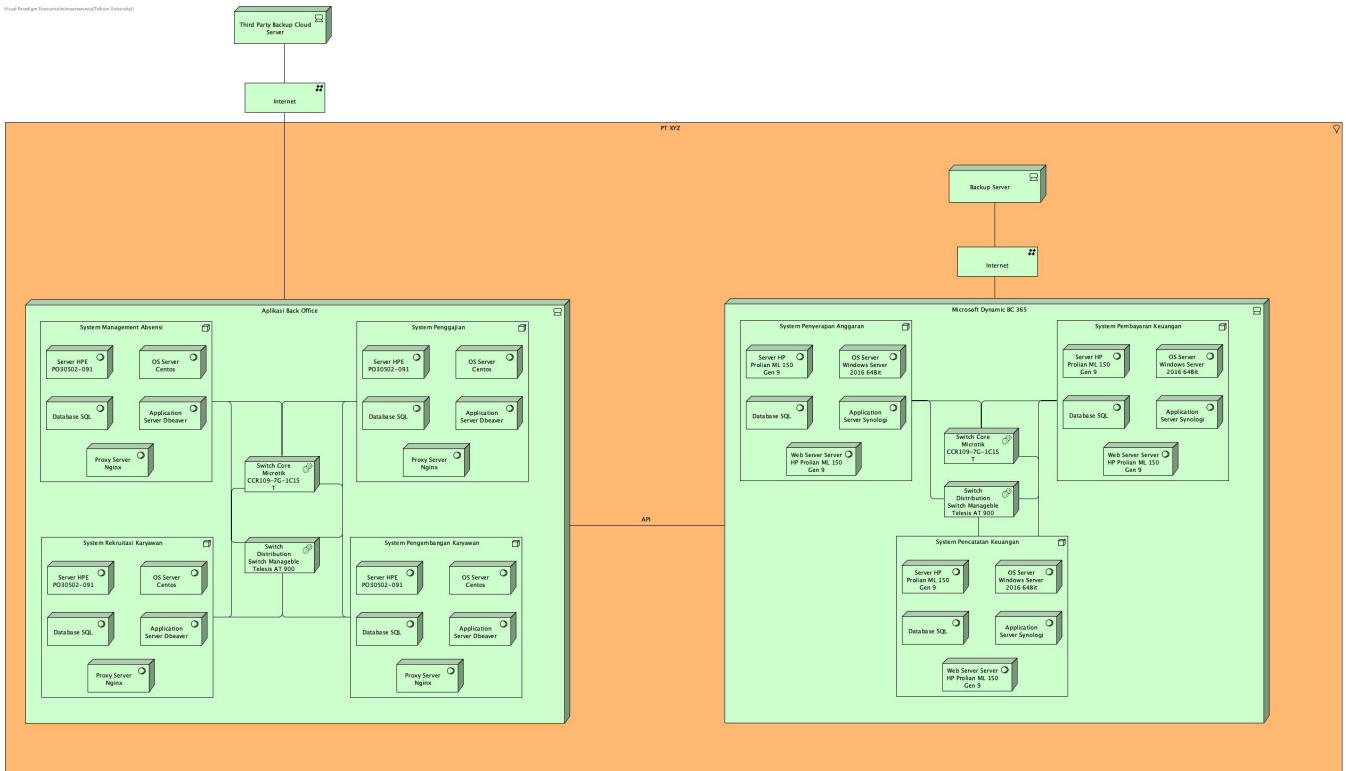 Visual Paradigm Enterprise
Third Party Backup Cloud
Server
Internet
PT XYZ
Backup Server
Internet
Aplikasi Back Office
System Management Absensi
Server HPE
PO30502-091
OS Server
Centos
Database SQL
Application
Server Dbeaver
Proxy Server
Nginx
System Penggajian
Server HPE
PO30502-091
OS Server
Centos
Database SQL
Application
Server Dbeaver
Proxy Server
Nginx
Switch Core
Microtik
CCR109-7G-1C1S
T
Switch
Distribution
Switch Manageble
Telesis AT 900
System Rekruitasi Karyawan
Server HPE
PO30502-091
OS Server
Centos
Database SQL
Application
Server Dbeaver
Proxy Server
Nginx
System Pengembangan Karyawan
Server HPE
PO30502-091
OS Server
Centos
Database SQL
Application
Server Dbeaver
Proxy Server
Nginx
API
Microsoft Dynamic BC 365
System Penyerapan Anggaran
Server HP
Prolian ML 150
Gen 9
OS Server
Windows Server
2016 64Bit
Database SQL
Application
Server Synologi
Web Server Server
HP Prolian ML 150
Gen 9
System Pembayaran Keuangan
Server HP
Prolian ML 150
Gen 9
OS Server
Windows Server
2016 64Bit
Database SQL
Application
Server Synologi
Web Server Server
HP Prolian ML 150
Gen 9
Switch Core
Microtik
CCR109-7G-1C1S
T
Switch
Distribution
Switch Manageble
Telesis AT 900
System Pencatatan Keuangan
Server HP
Prolian ML 150
Gen 9
OS Server
Windows Server
2016 64Bit
Database SQL
Application
Server Synologi
Web Server Server
HP Prolian ML 150
Gen 9